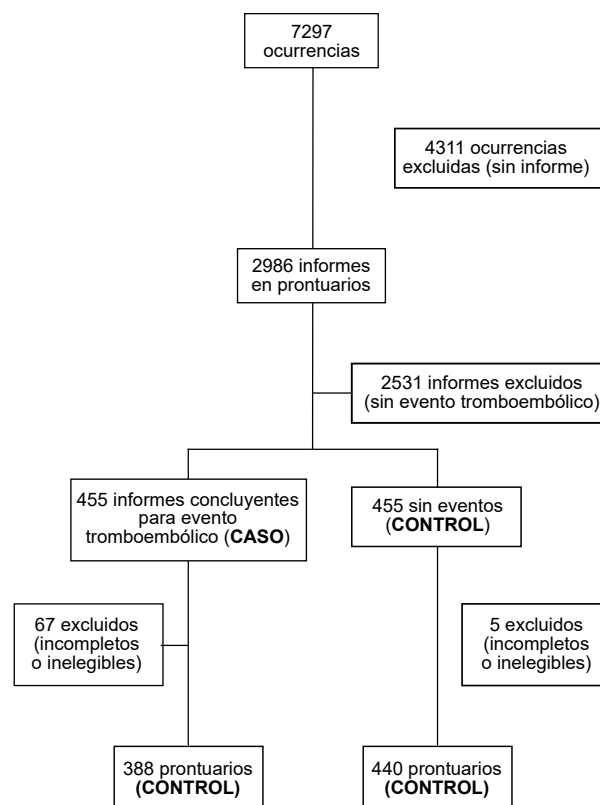 7297
ocurrencias
4311 ocurrencias
excluidas (sin informe)
2986 informes
en prontuarios
2531 informes excluidos
(sin evento tromboembólico)
455 informes concluyentes
para evento
tromboembólico (CASO)
455 sin eventos
(CONTROL)
67 excluidos
(incompletos
o inelegibles)
5 excluidos
(incompletos
o inelegibles)
388 prontuarios
(CONTROL)
440 prontuarios
(CONTROL)